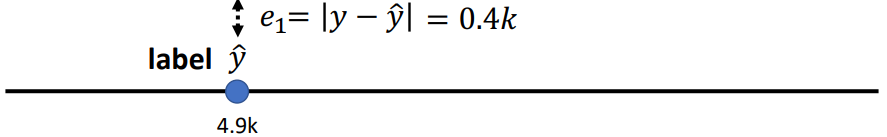 e₁= |y − ŷ| = 0.4k
label ŷ
4.9k